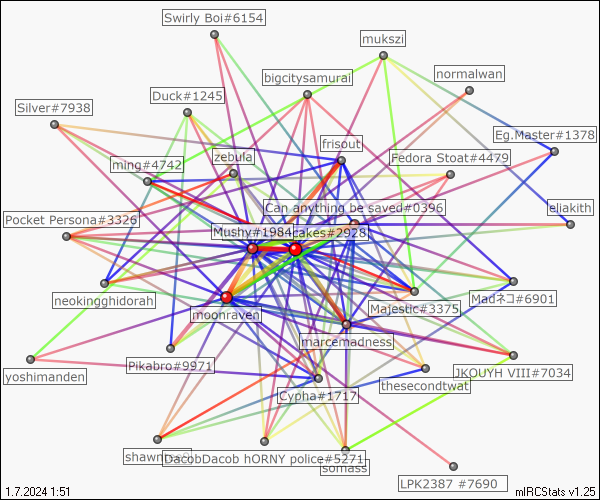 Swirly Boi#6154
mukszi
bigcitysamurai
normalwan
Duck#1245
Silver#7938
Eg.Master#1378
frisout
zebula
Fedora Stoat#4479
ming#4742
Can anything be saved#0396
eliakith
Pocket Persona#3326
Mushy#1984
cakes#2928
neokingghidorah
Madネコ#6901
Majestic#3375
moonraven
marcemadness
Pikabro#9971
JKOUYH VIII#7034
yoshimanden
thesecondtwat
Cypha#1717
shawn
DacobDacob hORNY police#5271
somass
LPK2387 #7690
1.7.2024 1:51
mIRCStats v1.25